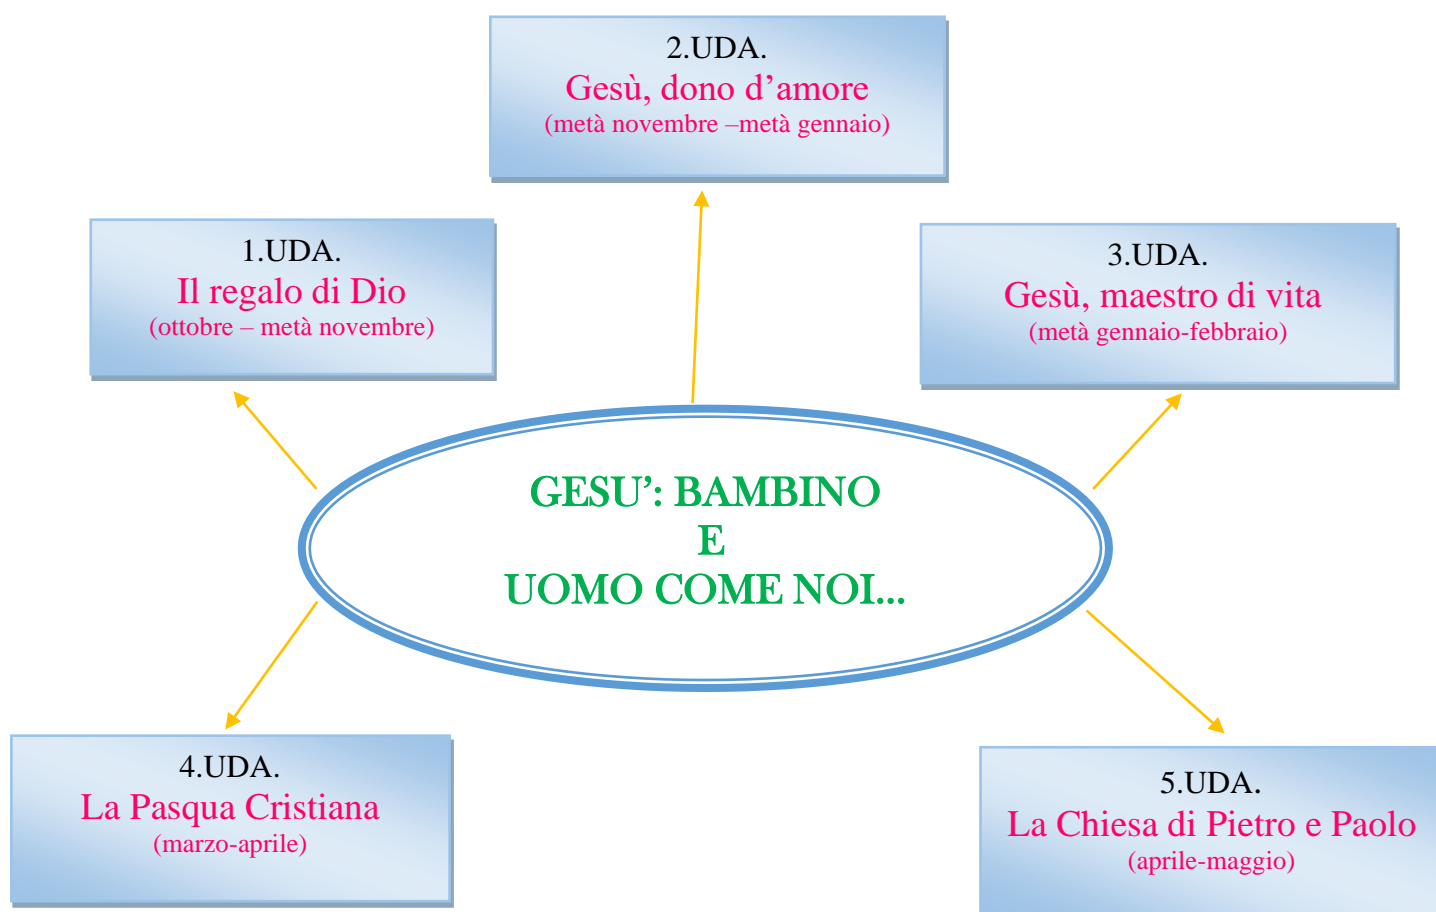 2.UDA.
Gesù, dono d’amore
(metà novembre –metà gennaio)
1.UDA.
Il regalo di Dio
(ottobre – metà novembre)
3.UDA.
Gesù, maestro di vita
(metà gennaio-febbraio)
GESU’: BAMBINO
E
UOMO COME NOI...
4.UDA.
La Pasqua Cristiana
(marzo-aprile)
5.UDA.
La Chiesa di Pietro e Paolo
(aprile-maggio)